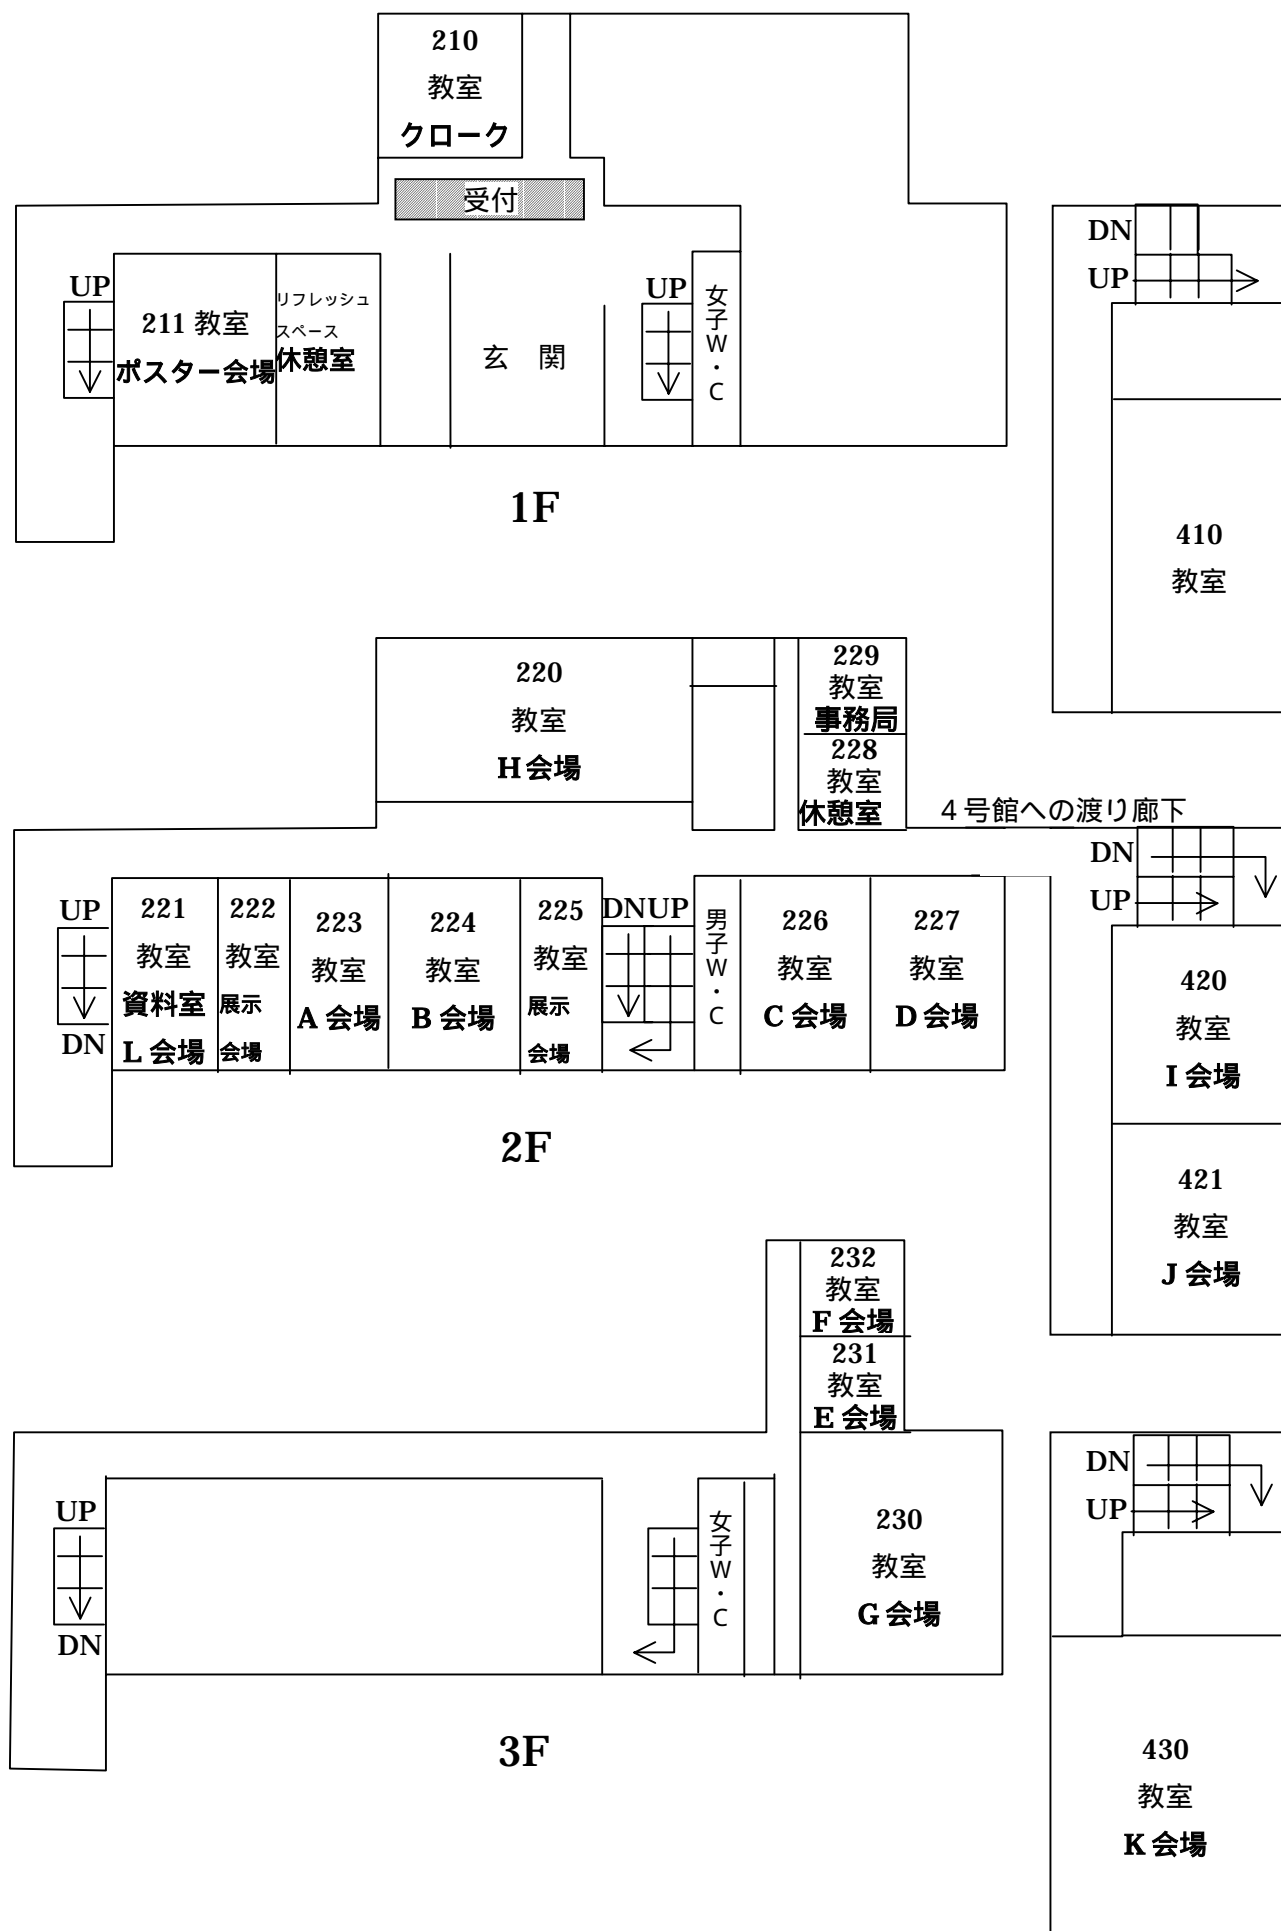 210
教室
クローク
受付
UP
211 教室
ポスター会場
リフレッシュ
スペース
休憩室
玄 関
UP
女子W・C
DN
UP
410
教室
1F
220
教室
H 会場
229
教室
事務局
228
教室
休憩室
4 号館への渡り廊下
UP
DN
221
教室
資料室
L 会場
222
教室
展示
会場
223
教室
A 会場
224
教室
B 会場
225
教室
展示
会場
DN UP
男子W・C
226
教室
C 会場
227
教室
D 会場
DN
UP
420
教室
I 会場
421
教室
J 会場
2F
232
教室
F 会場
231
教室
E 会場
UP
DN
女子W・C
230
教室
G 会場
DN
UP
430
教室
K 会場
3F